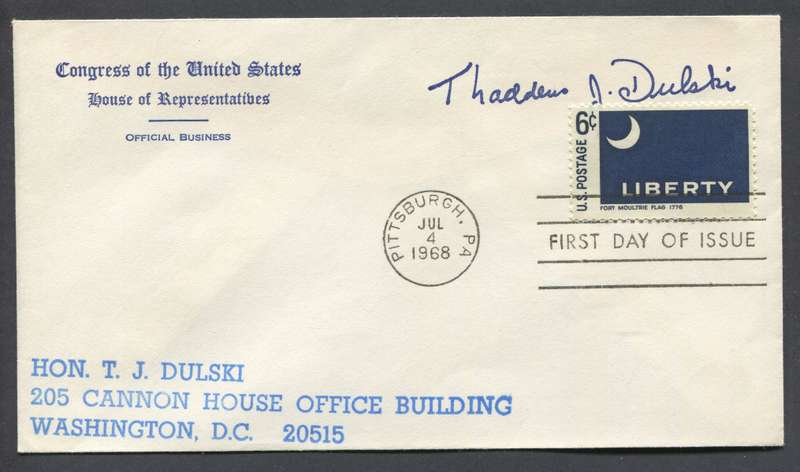 Congress of the United States
House of Representatives
OFFICIAL BUSINESS
Thaddeus J. Dulski
6¢
U.S. POSTAGE
LIBERTY
FORT MOULTRIE FLAG 1776
PITTSBURGH, PA
JUL
4
1968
FIRST DAY OF ISSUE
HON. T. J. DULSKI
205 CANNON HOUSE OFFICE BUILDING
WASHINGTON, D.C. 20515